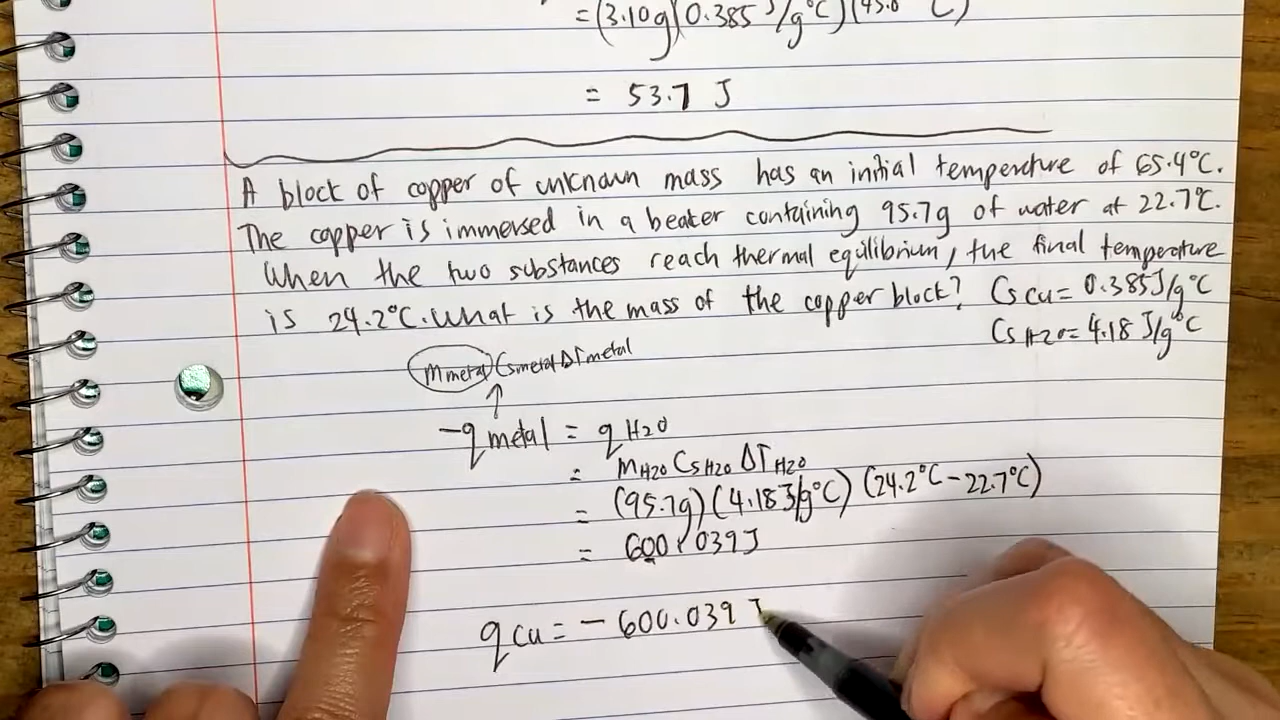 =(3.10g)(0.385 J/g°C)(45.0 °C)
= 53.7 J
A block of copper of unknown mass has an initial temperature of 65.4°C.
The copper is immersed in a beaker containing 95.7g of water at 22.7°C.
When the two substances reach thermal equilibrium, the final temperature
is 24.2°C. What is the mass of the copper block? Cs Cu = 0.385 J/g°C
Cs H2O = 4.18 J/g°C
mmetal Csmetal ΔTmetal
-q metal = q H2O
= mH2O CsH2O ΔTH2O
= (95.7g)(4.18J/g°C)(24.2°C-22.7°C)
= 600.039J
q cu = - 600.039 J